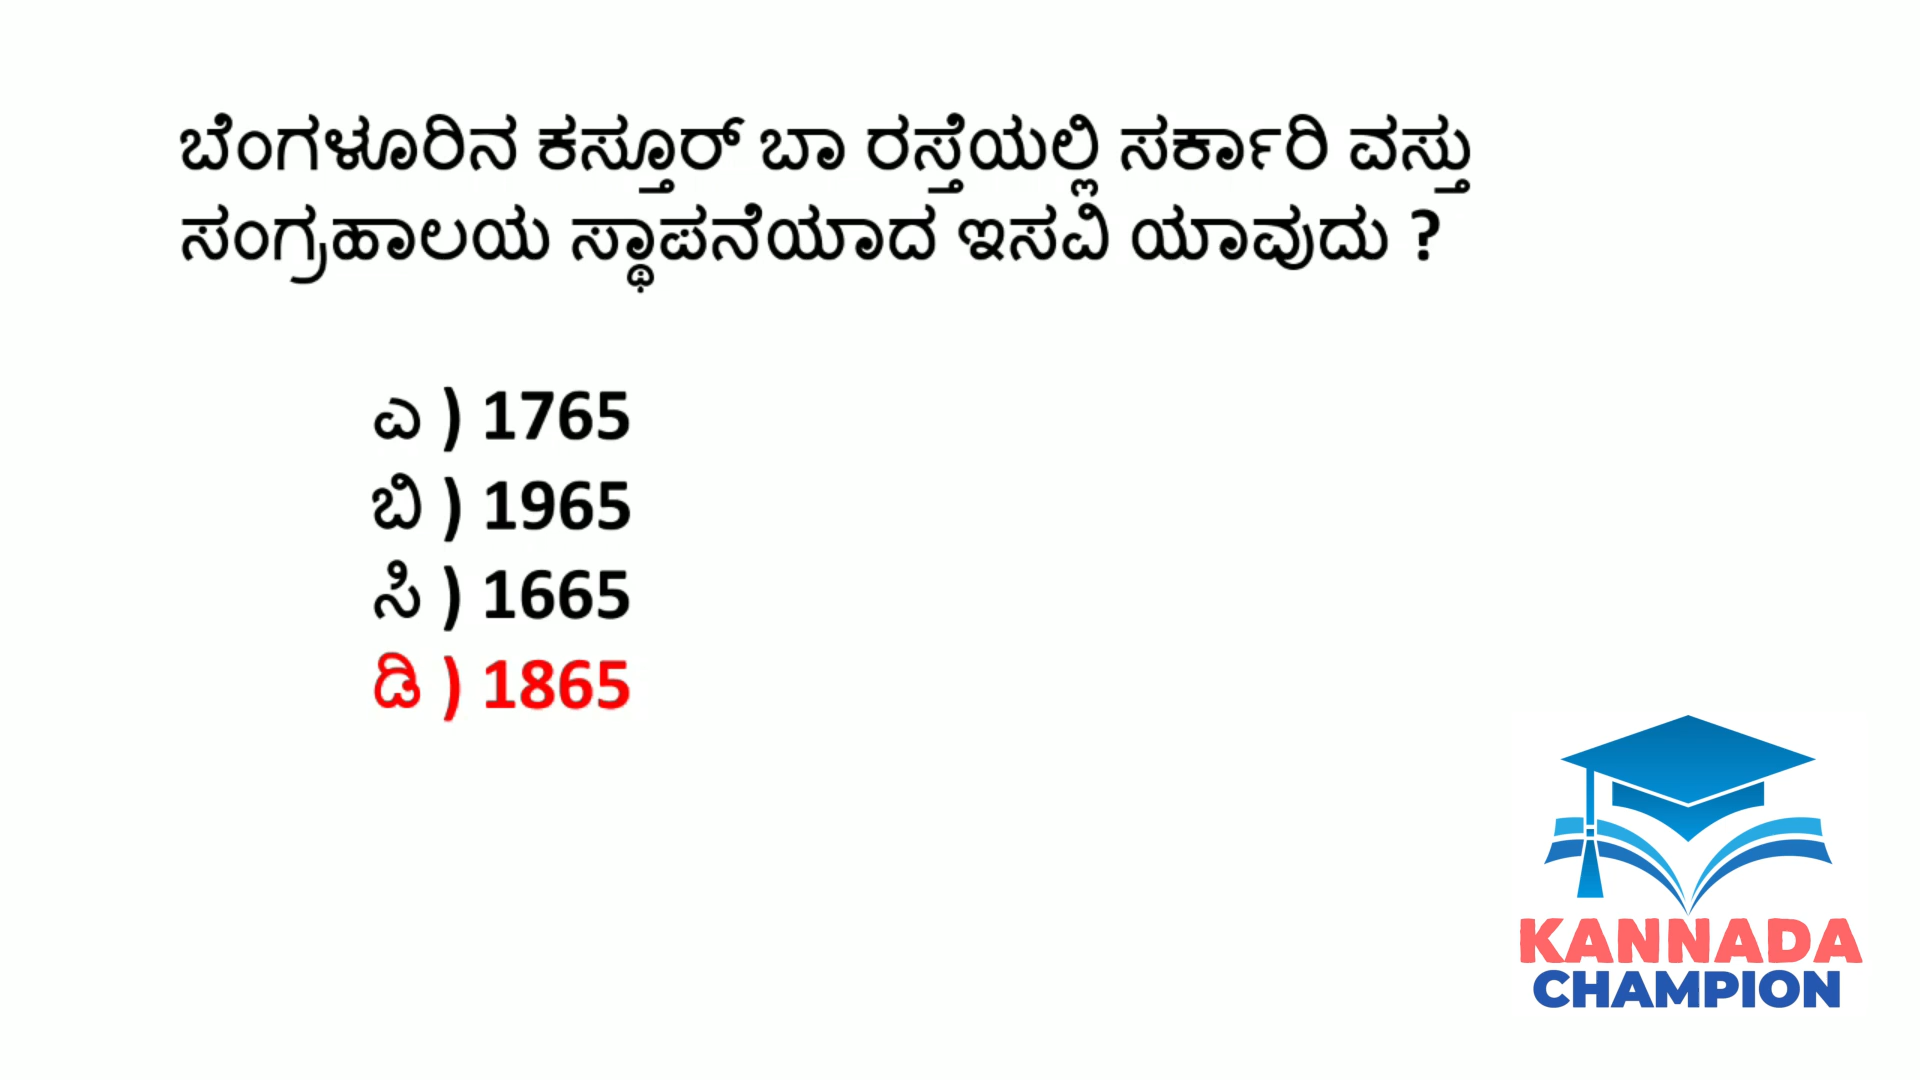 ಬೆಂಗಳೂರಿನ ಕಸ್ತೂರ್ ಬಾ ರಸ್ತೆಯಲ್ಲಿ ಸರ್ಕಾರಿ ವಸ್ತು
ಸಂಗ್ರಹಾಲಯ ಸ್ಥಾಪನೆಯಾದ ಇಸವಿ ಯಾವುದು ?
ಎ ) 1765
ಬಿ ) 1965
ಸಿ ) 1665
ಡಿ ) 1865
KANNADA
CHAMPION